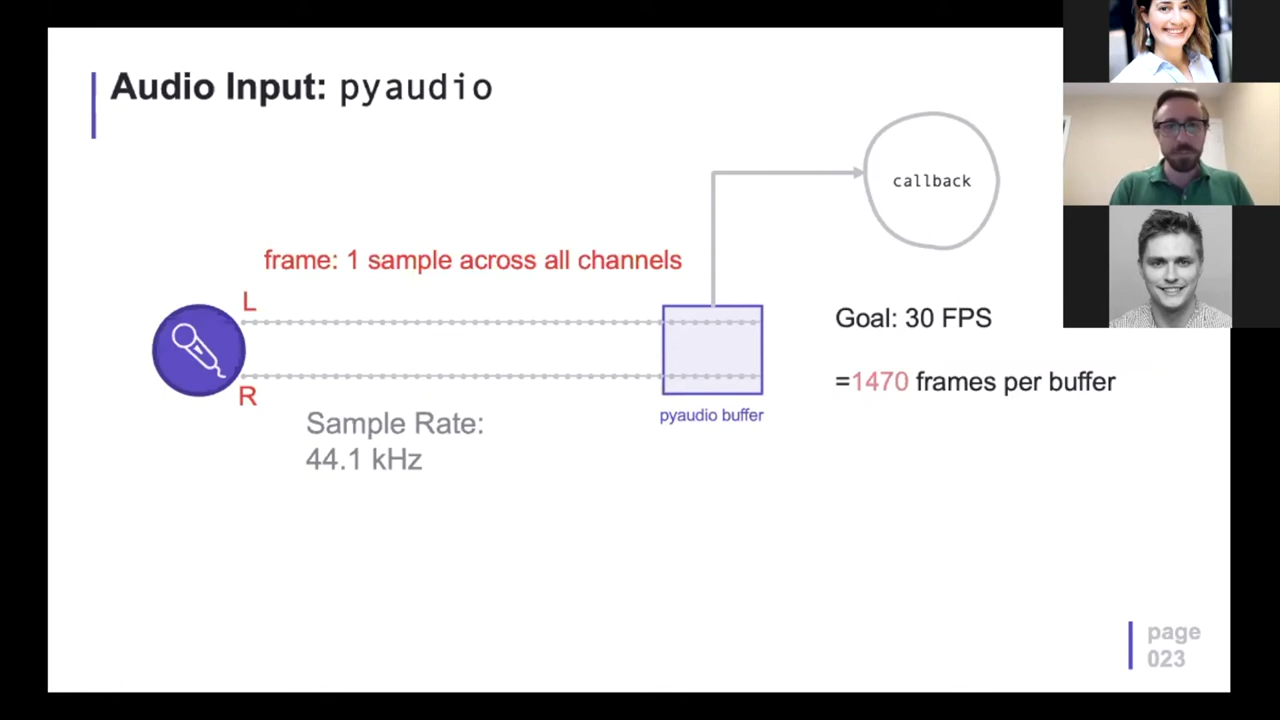 Audio Input: pyaudio
callback
frame: 1 sample across all channels
L
R
Goal: 30 FPS
=1470 frames per buffer
pyaudio buffer
Sample Rate:
44.1 kHz
page
023